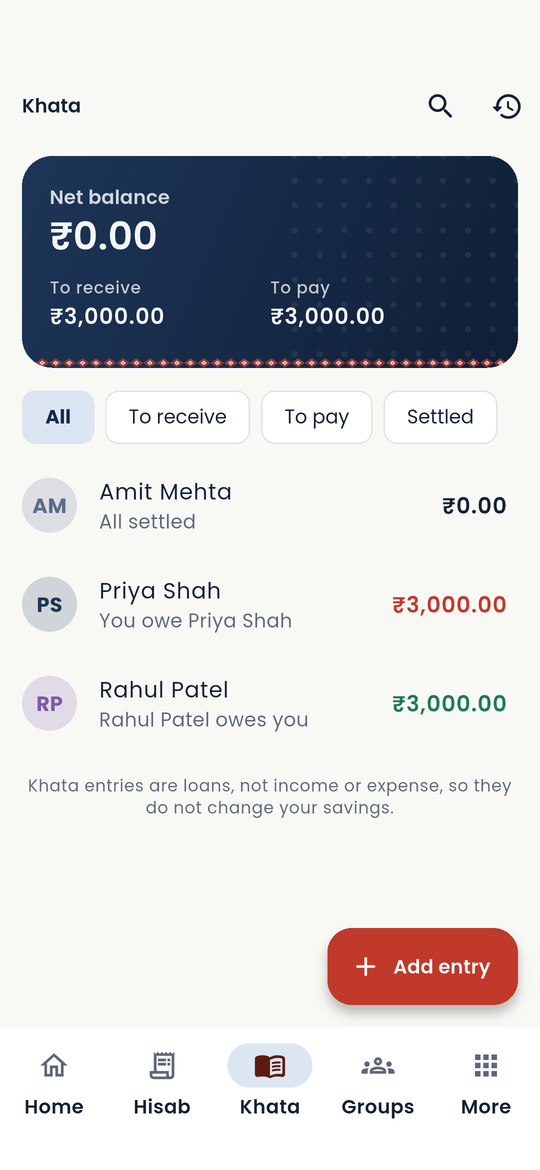 Khata
Net balance
₹0.00
To receive To pay
₹3,000.00 ₹3,000.00
All To receive To pay Settled
AM Amit Mehta ₹0.00
All settled
PS Priya Shah ₹3,000.00
You owe Priya Shah
RP Rahul Patel ₹3,000.00
Rahul Patel owes you
Khata entries are loans, not income or expense, so they
do not change your savings.
Add entry
Home Hisab Khata Groups More